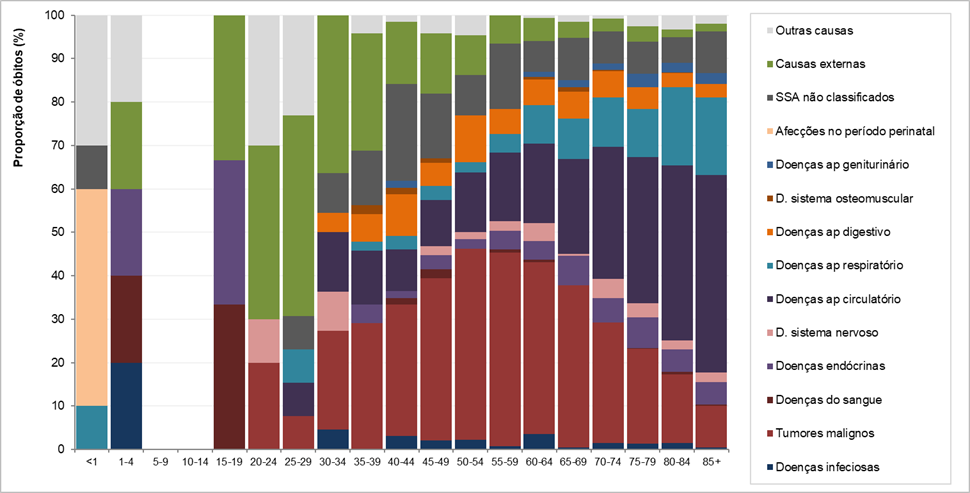 Proporção de óbitos (%)
100
90
80
70
60
50
40
30
20
10
0
<1 1-4 5-9 10-14 15-19 20-24 25-29 30-34 35-39 40-44 45-49 50-54 55-59 60-64 65-69 70-74 75-79 80-84 85+
Outras causas
Causas externas
SSA não classificados
Afecções no período perinatal
Doenças ap geniturinário
D. sistema osteomuscular
Doenças ap digestivo
Doenças ap respiratório
Doenças ap circulatório
D. sistema nervoso
Doenças endócrinas
Doenças do sangue
Tumores malignos
Doenças infeciosas